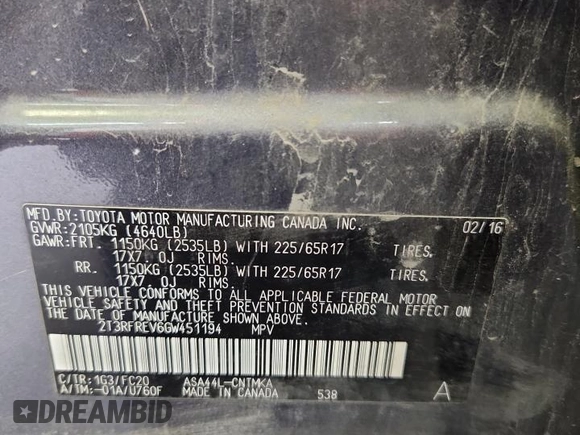 MFD.BY:TOYOTA MOTOR MANUFACTURING CANADA INC. 02/16
GVWR:2105KG (4640LB)
GAWR:FRT. 1150KG (2535LB) WITH 225/65R17 TIRES.
17X7 0J RIMS.
RR. 1150KG (2535LB) WITH 225/65R17 TIRES.
17X7 0J RIMS.
THIS VEHICLE CONFORMS TO ALL APPLICABLE FEDERAL MOTOR
VEHICLE SAFETY AND THEFT PREVENTION STANDARDS IN EFFECT ON
THE DATE OF MANUFACTURE SHOWN ABOVE.
2T3RFREV6GW451194 MPV
C/TR: 1G3/FC20 ASA44L-CNTMKA
A/TM:-01A/U760F MADE IN CANADA 538 A
DREAMBID